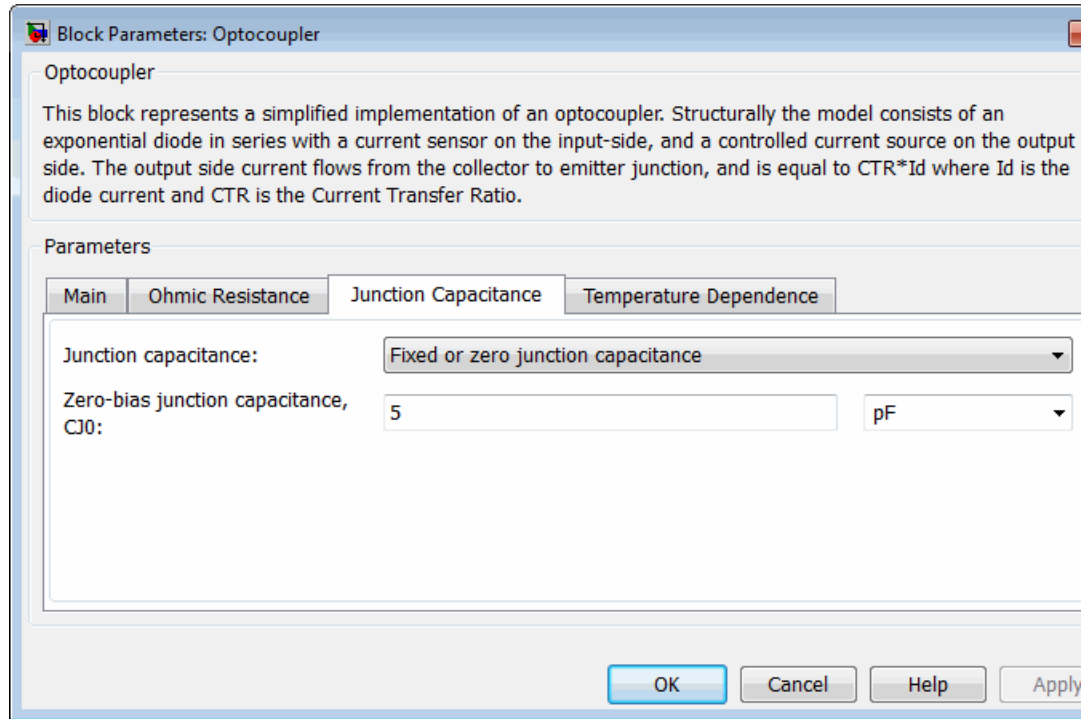 Block Parameters: Optocoupler
Optocoupler
This block represents a simplified implementation of an optocoupler. Structurally the model consists of an
exponential diode in series with a current sensor on the input-side, and a controlled current source on the output
side. The output side current flows from the collector to emitter junction, and is equal to CTR*Id where Id is the
diode current and CTR is the Current Transfer Ratio.
Parameters
Main Ohmic Resistance Junction Capacitance Temperature Dependence
Junction capacitance: Fixed or zero junction capacitance
Zero-bias junction capacitance, 5 pF
CJ0:
OK Cancel Help Apply